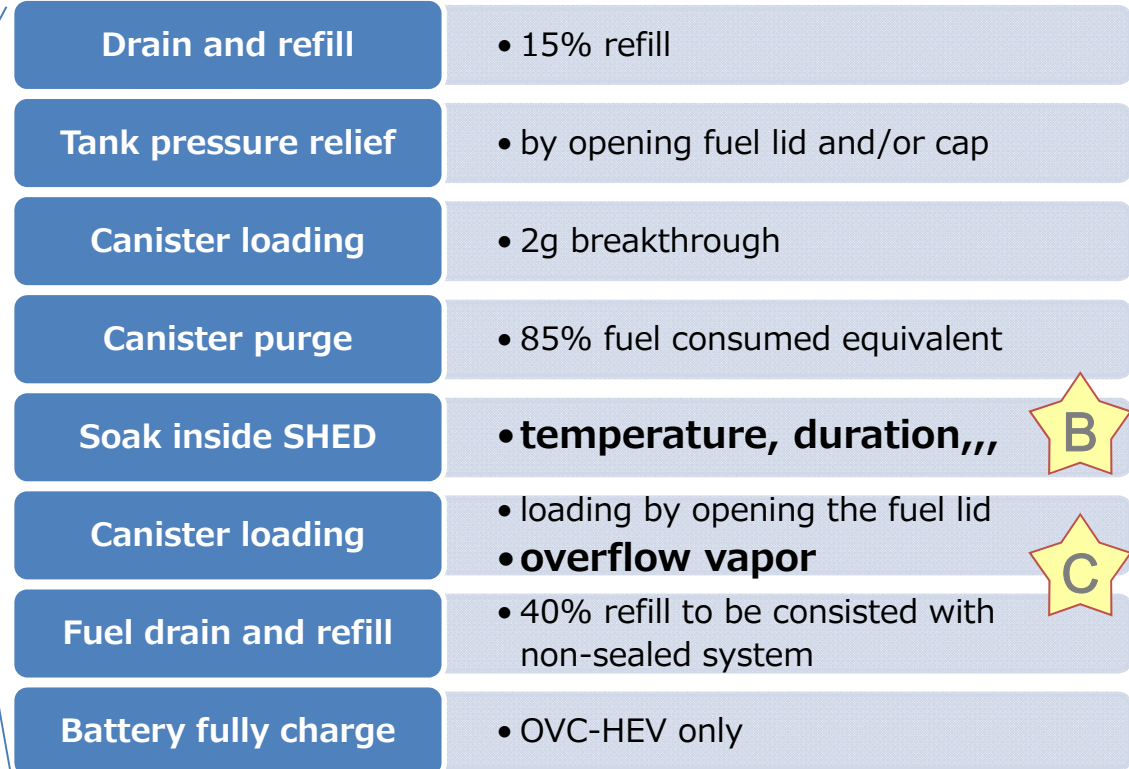 Drain and refill
• 15% refill
Tank pressure relief
• by opening fuel lid and/or cap
Canister loading
• 2g breakthrough
Canister purge
• 85% fuel consumed equivalent
Soak inside SHED
• temperature, duration,,,
B
Canister loading
• loading by opening the fuel lid
• overflow vapor
C
Fuel drain and refill
• 40% refill to be consisted with
non-sealed system
Battery fully charge
• OVC-HEV only